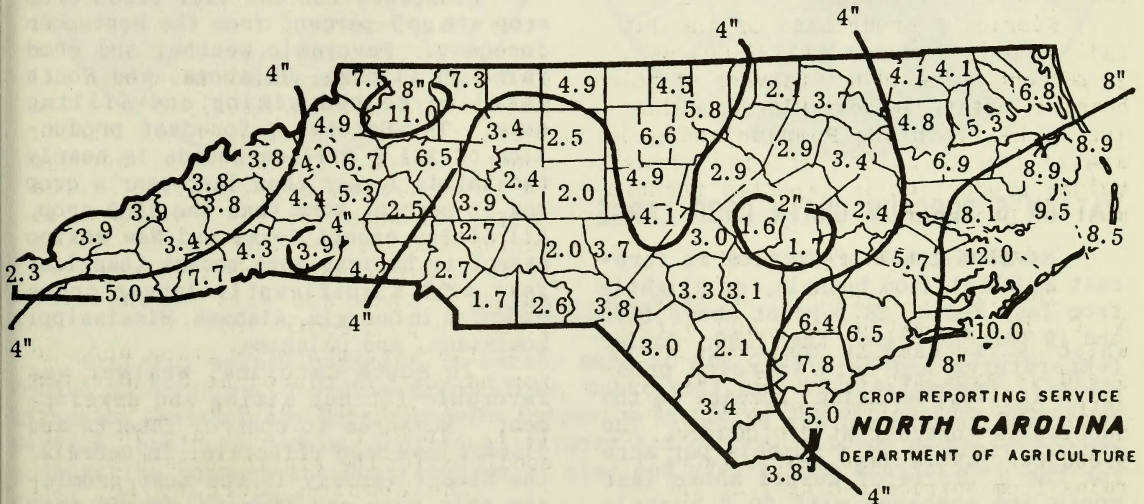 4" 4"
4" 8"
7.5 8" 7.3 4.9 4.5 2.1 3. 4.1 4.1 6.8
11.0 5.8 4.8 5.3
4.9 3.4 2.5 6.6 2.9 3.4 8.9
3.8 4.0 6.7 6.5 4.9 2.9 6.9 8.9
3.8 2.4
3.9 3.8 4.4 5.3 2.5 3.9 2.0 4.1 2" 2.4 8.1 9.5
3.9 3.4 4.3 4" 2.7 3.0 1.6 1.7 8.5
2.3 7.7 3.9 4.2 2.7 2.0 3.7 5.7 12.0
5.0 1.7 2.6 3.8 3.3 3.1 6.4 6.5 10.0
4" 4" 3.0 2.1 7.8 8"
3.4 5.0
CROP REPORTING SERVICE
NORTH CAROLINA
DEPARTMENT OF AGRICULTURE
3.8
4"